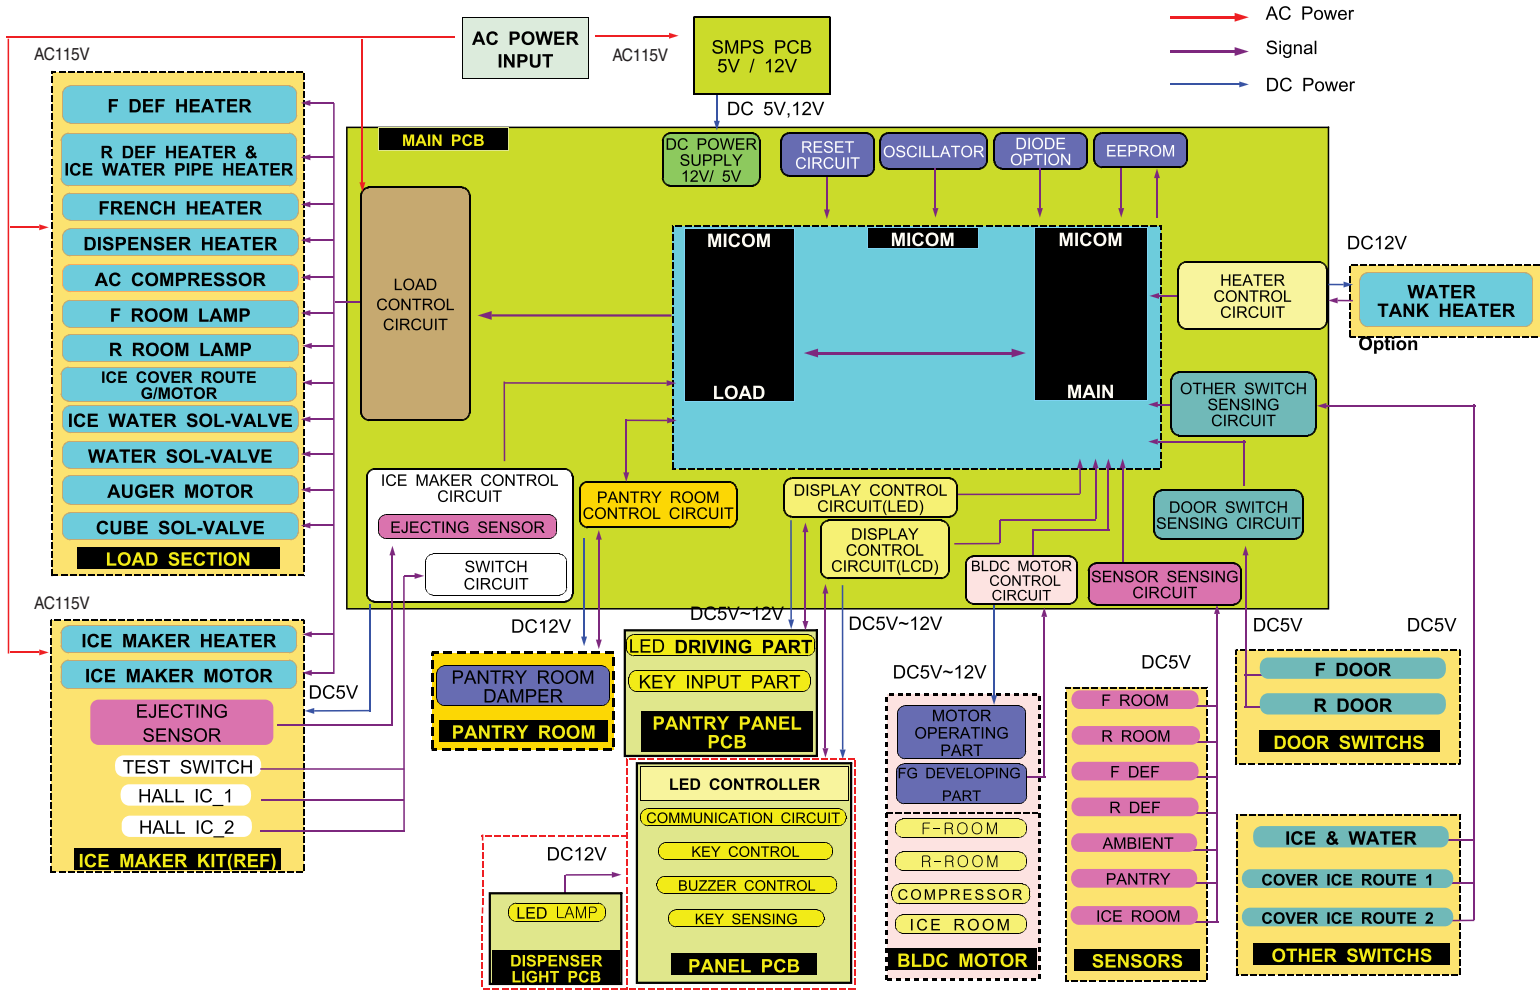 AC Power
Signal
DC Power
AC115V
AC POWER
INPUT
AC115V
SMPS PCB
5V / 12V
DC 5V,12V
F DEF HEATER
R DEF HEATER &
ICE WATER PIPE HEATER
FRENCH HEATER
DISPENSER HEATER
AC COMPRESSOR
F ROOM LAMP
R ROOM LAMP
ICE COVER ROUTE
G/MOTOR
ICE WATER SOL-VALVE
WATER SOL-VALVE
AUGER MOTOR
CUBE SOL-VALVE
LOAD SECTION
MAIN PCB
DC POWER
SUPPLY
12V/ 5V
RESET
CIRCUIT
OSCILLATOR
DIODE
OPTION
EEPROM
LOAD
CONTROL
CIRCUIT
MICOM
LOAD
MICOM
MICOM
MAIN
HEATER
CONTROL
CIRCUIT
DC12V
WATER
TANK HEATER
Option
OTHER SWITCH
SENSING
CIRCUIT
DOOR SWITCH
SENSING CIRCUIT
ICE MAKER CONTROL
CIRCUIT
EJECTING SENSOR
SWITCH
CIRCUIT
PANTRY ROOM
CONTROL CIRCUIT
DISPLAY CONTROL
CIRCUIT(LED)
DISPLAY
CONTROL
CIRCUIT(LCD)
BLDC MOTOR
CONTROL
CIRCUIT
SENSOR SENSING
CIRCUIT
AC115V
ICE MAKER HEATER
ICE MAKER MOTOR
DC5V
EJECTING
SENSOR
TEST SWITCH
HALL IC_1
HALL IC_2
ICE MAKER KIT(REF)
DC12V
PANTRY ROOM
DAMPER
PANTRY ROOM
DC5V~12V
LED DRIVING PART
KEY INPUT PART
PANTRY PANEL
PCB
DC5V~12V
LED CONTROLLER
COMMUNICATION CIRCUIT
KEY CONTROL
BUZZER CONTROL
KEY SENSING
PANEL PCB
DC12V
LED LAMP
DISPENSER
LIGHT PCB
DC5V~12V
MOTOR
OPERATING
PART
FG DEVELOPING
PART
F-ROOM
R-ROOM
COMPRESSOR
ICE ROOM
BLDC MOTOR
DC5V
F ROOM
R ROOM
F DEF
R DEF
AMBIENT
PANTRY
ICE ROOM
SENSORS
DC5V
DC5V
F DOOR
R DOOR
DOOR SWITCHS
ICE & WATER
COVER ICE ROUTE 1
COVER ICE ROUTE 2
OTHER SWITCHS